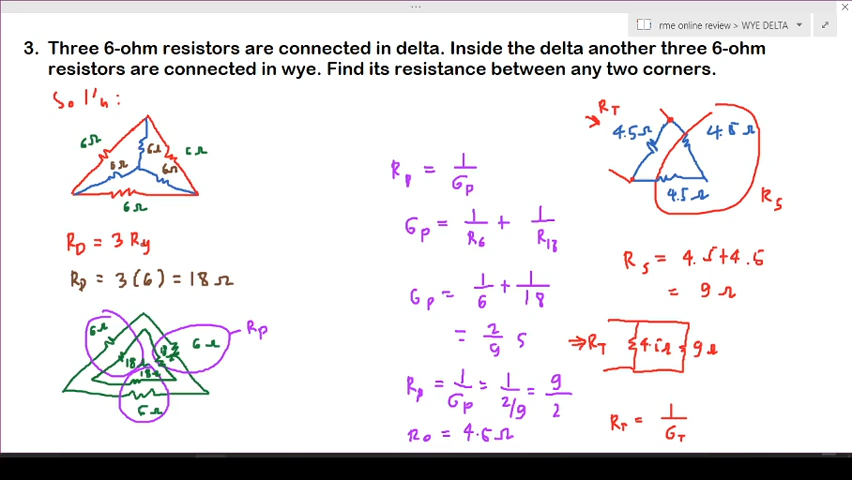 rme online review > WYE DELTA
3. Three 6-ohm resistors are connected in delta. Inside the delta another three 6-ohm
resistors are connected in wye. Find its resistance between any two corners.
Sol'n :
6Ω
6Ω
6Ω
6Ω
6Ω
6Ω
R_D = 3 R_y
R_D = 3(6) = 18 Ω
6Ω
6Ω
18Ω
18Ω
18Ω
6Ω
R_P
R_P = 1/G_P
G_P = 1/R_6 + 1/R_18
G_P = 1/6 + 1/18
= 2/9 S
R_P = 1/G_P = 1/(2/9) = 9/2
R_P = 4.5Ω
R_T
4.5Ω
4.5Ω
4.5Ω
R_S
R_S = 4.5+4.5
= 9 Ω
⇒R_T
4.5Ω
9Ω
R_T = 1/G_T